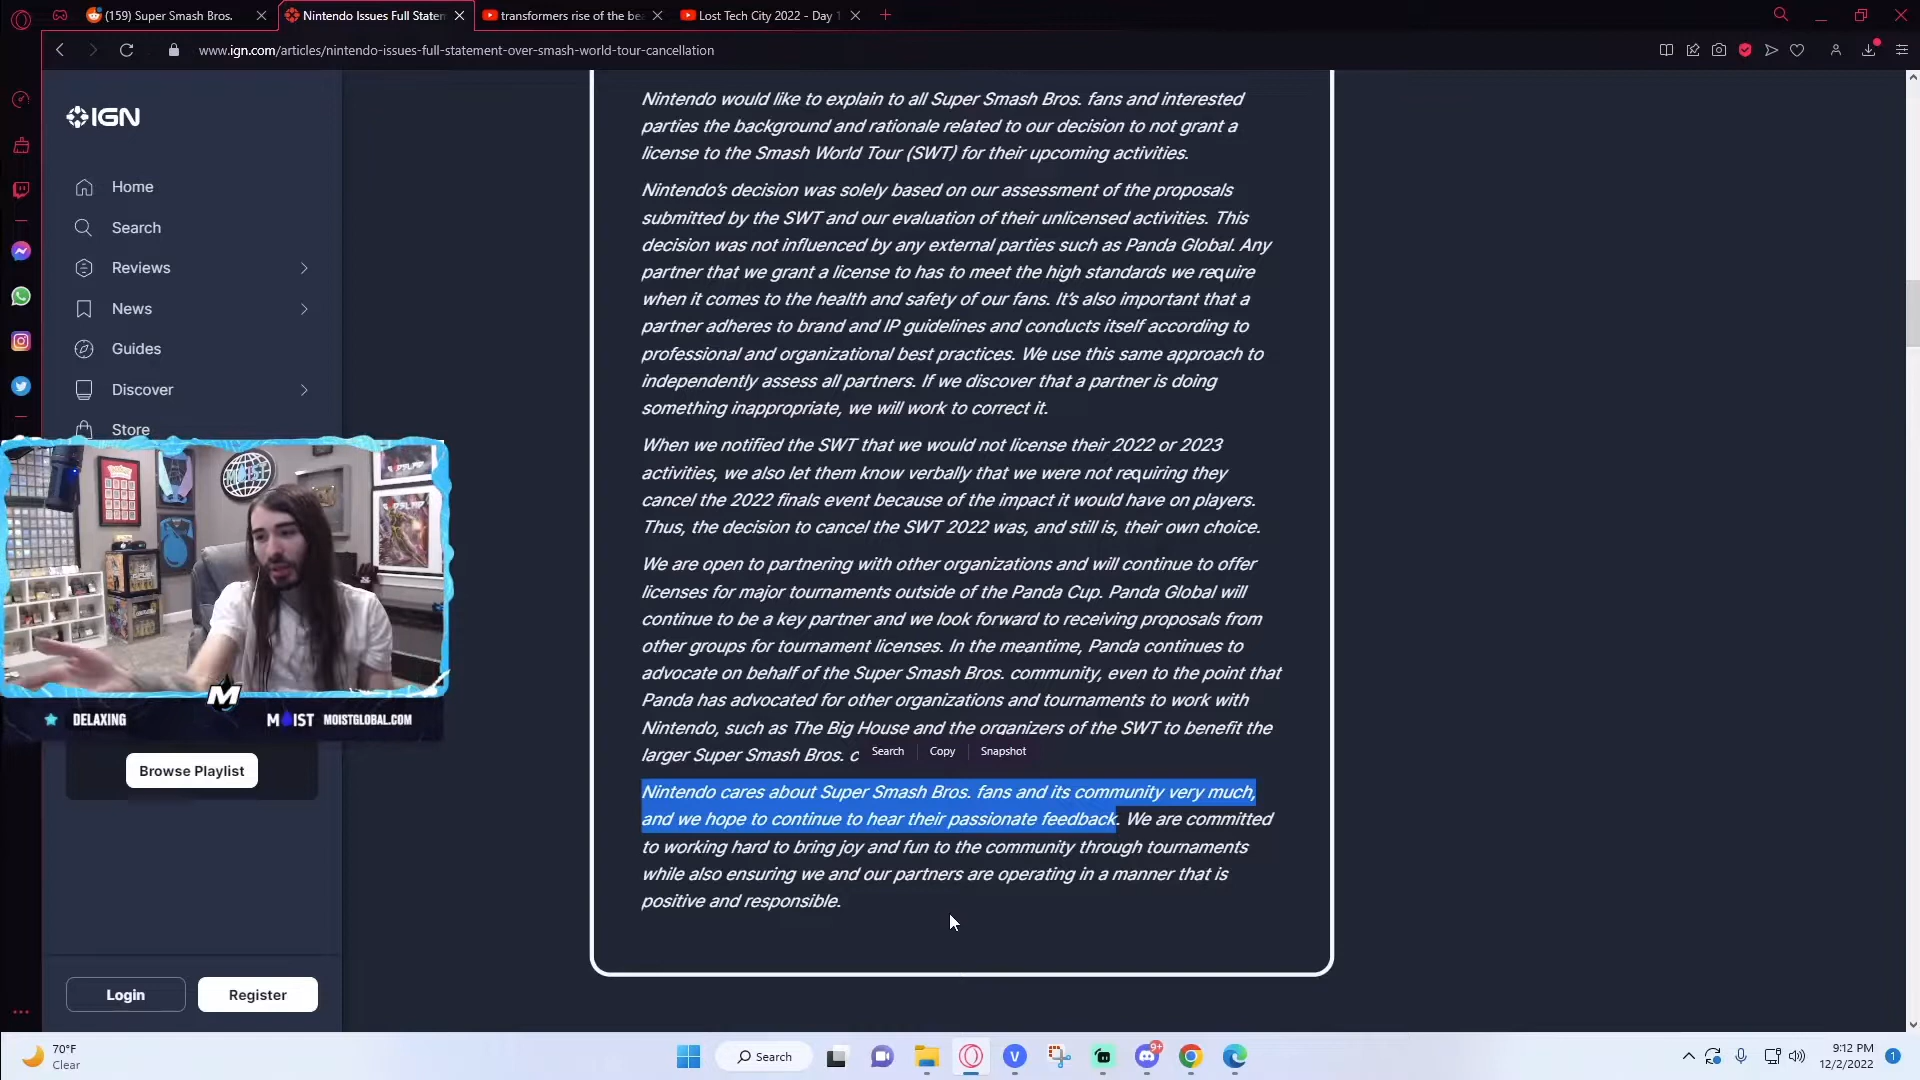 (159) Super Smash Bros.
Nintendo Issues Full Statem
transformers rise of the be
Lost Tech City 2022 - Day 1
www.ign.com/articles/nintendo-issues-full-statement-over-smash-world-tour-cancellation
IGN
Home
Search
Reviews
News
Guides
Discover
Store
MOIST
M
DELAXING
MOIST MOISTGLOBAL.COM
Browse Playlist
Login
Register
Nintendo would like to explain to all Super Smash Bros. fans and interested
parties the background and rationale related to our decision to not grant a
license to the Smash World Tour (SWT) for their upcoming activities.
Nintendo's decision was solely based on our assessment of the proposals
submitted by the SWT and our evaluation of their unlicensed activities. This
decision was not influenced by any external parties such as Panda Global. Any
partner that we grant a license to has to meet the high standards we require
when it comes to the health and safety of our fans. It's also important that a
partner adheres to brand and IP guidelines and conducts itself according to
professional and organizational best practices. We use this same approach to
independently assess all partners. If we discover that a partner is doing
something inappropriate, we will work to correct it.
When we notified the SWT that we would not license their 2022 or 2023
activities, we also let them know verbally that we were not requiring they
cancel the 2022 finals event because of the impact it would have on players.
Thus, the decision to cancel the SWT 2022 was, and still is, their own choice.
We are open to partnering with other organizations and will continue to offer
licenses for major tournaments outside of the Panda Cup. Panda Global will
continue to be a key partner and we look forward to receiving proposals from
other groups for tournament licenses. In the meantime, Panda continues to
advocate on behalf of the Super Smash Bros. community, even to the point that
Panda has advocated for other organizations and tournaments to work with
Nintendo, such as The Big House and the organizers of the SWT to benefit the
larger Super Smash Bros. c
Search Copy Snapshot
Nintendo cares about Super Smash Bros. fans and its community very much,
and we hope to continue to hear their passionate feedback. We are committed
to working hard to bring joy and fun to the community through tournaments
while also ensuring we and our partners are operating in a manner that is
positive and responsible.
70°F
Clear
Search
9+
9:12 PM
12/2/2022
1